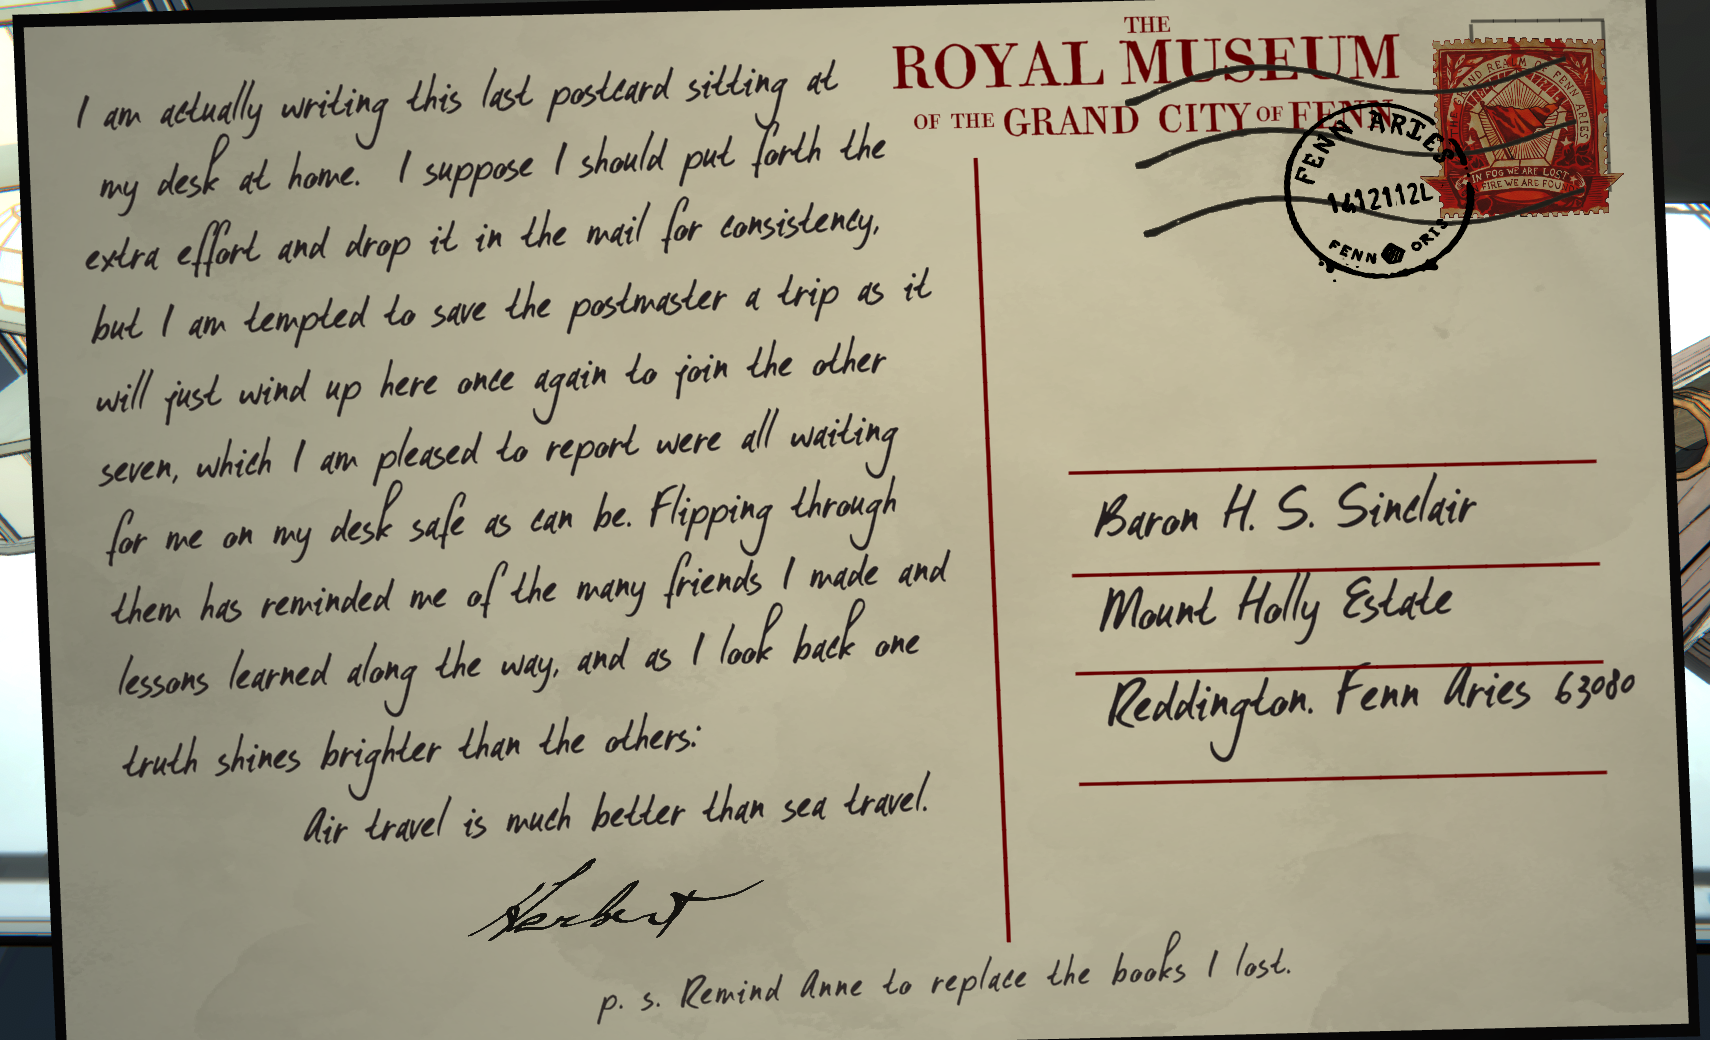 I am actually writing this last postcard sitting at
my desk at home. I suppose I should put forth the
extra effort and drop it in the mail for consistency,
but I am tempted to save the postmaster a trip as it
will just wind up here once again to join the other
seven, which I am pleased to report were all waiting
for me on my desk safe as can be. Flipping through
them has reminded me of the many friends I made and
lessons learned along the way, and as I look back one
truth shines brighter than the others:
Air travel is much better than sea travel.
Herbert
p. s. Remind Anne to replace the books I lost.
THE
ROYAL MUSEUM
OF THE GRAND CITY OF FENN
FENN ARIES
FENN ORIS
GRAND REALM OF FENN ARIES
IN FOG WE ARE LOST
FIRE WE ARE FOUN
Baron H. S. Sinclair
Mount Holly Estate
Reddington. Fenn Aries 63080